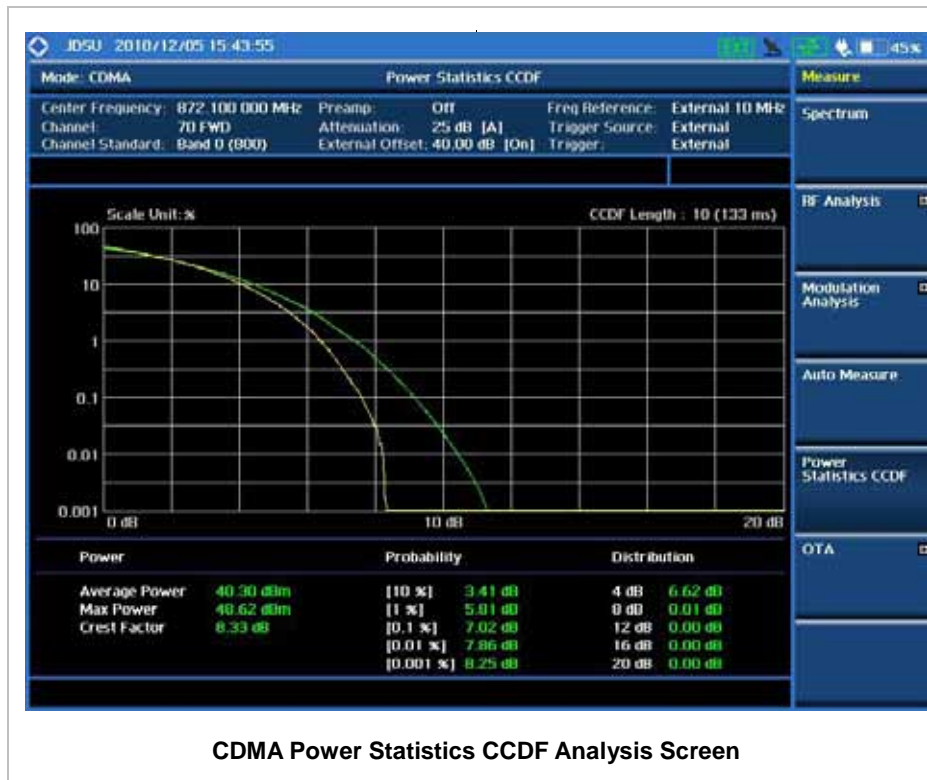 JDSU 2010/12/05 15:43:55 45%
Mode: CDMA Power Statistics CCDF Measure
Center Frequency: 872.100 000 MHz Preamp: Off Freq Reference: External 10 MHz
Channel: 70 FWD Attenuation: 25 dB [A] Trigger Source: External
Channel Standard: Band 0 (800) External Offset: 40.00 dB [On] Trigger: External
Spectrum
RF Analysis
Modulation
Analysis
Auto Measure
Power
Statistics CCDF
OTA
Scale Unit: % CCDF Length : 10 (133 ms)
100
10
1
0.1
0.01
0.001
0 dB 10 dB 20 dB
Power Probability Distribution
Average Power 40.30 dBm [10 %] 3.41 dB 4 dB 6.62 dB
Max Power 48.62 dBm [1 %] 5.81 dB 8 dB 0.01 dB
Crest Factor 8.33 dB [0.1 %] 7.02 dB 12 dB 0.00 dB
[0.01 %] 7.86 dB 16 dB 0.00 dB
[0.001 %] 8.25 dB 20 dB 0.00 dB
CDMA Power Statistics CCDF Analysis Screen